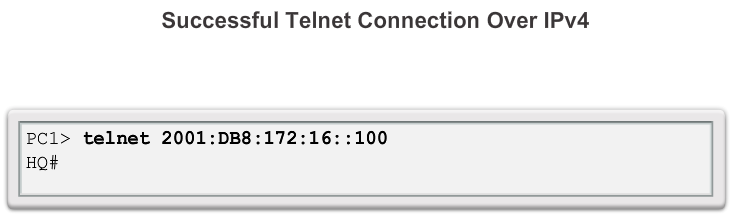 Successful Telnet Connection Over IPv4
PC1> telnet 2001:DB8:172:16::100
HQ#